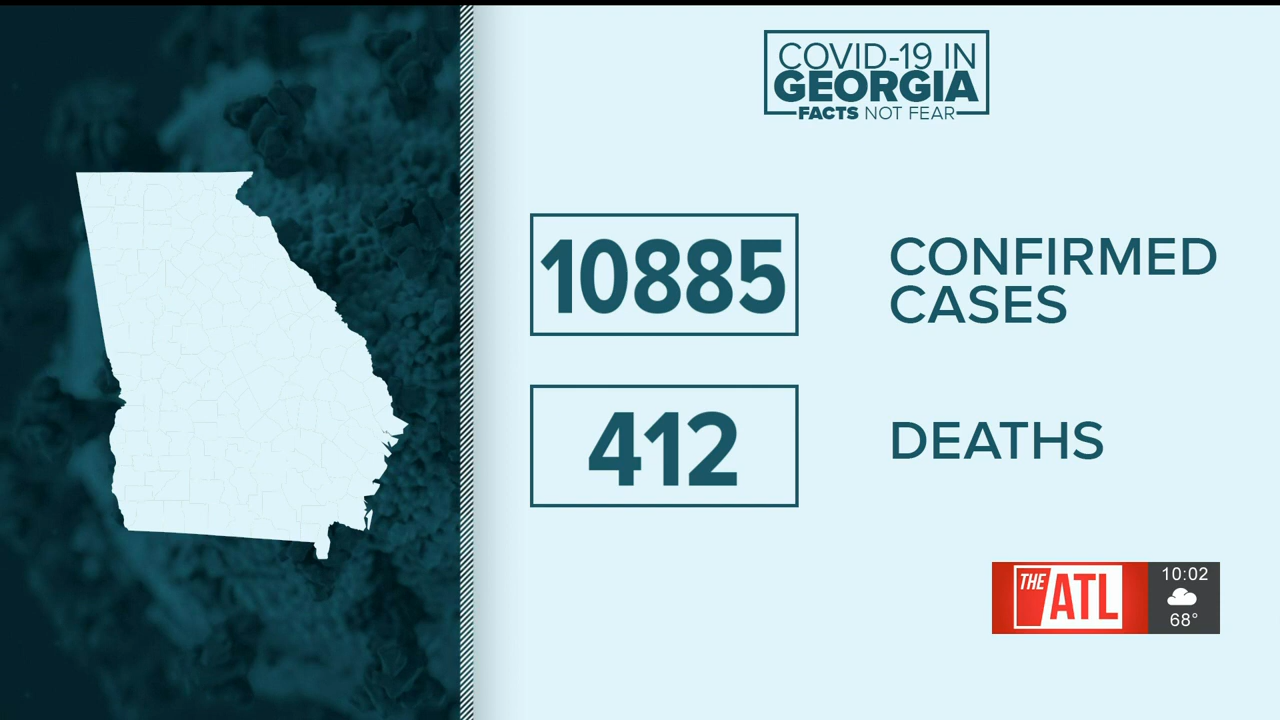 COVID-19 IN
GEORGIA
FACTS NOT FEAR
10885
CONFIRMED
CASES
412
DEATHS
THE ATL
10:02
68°